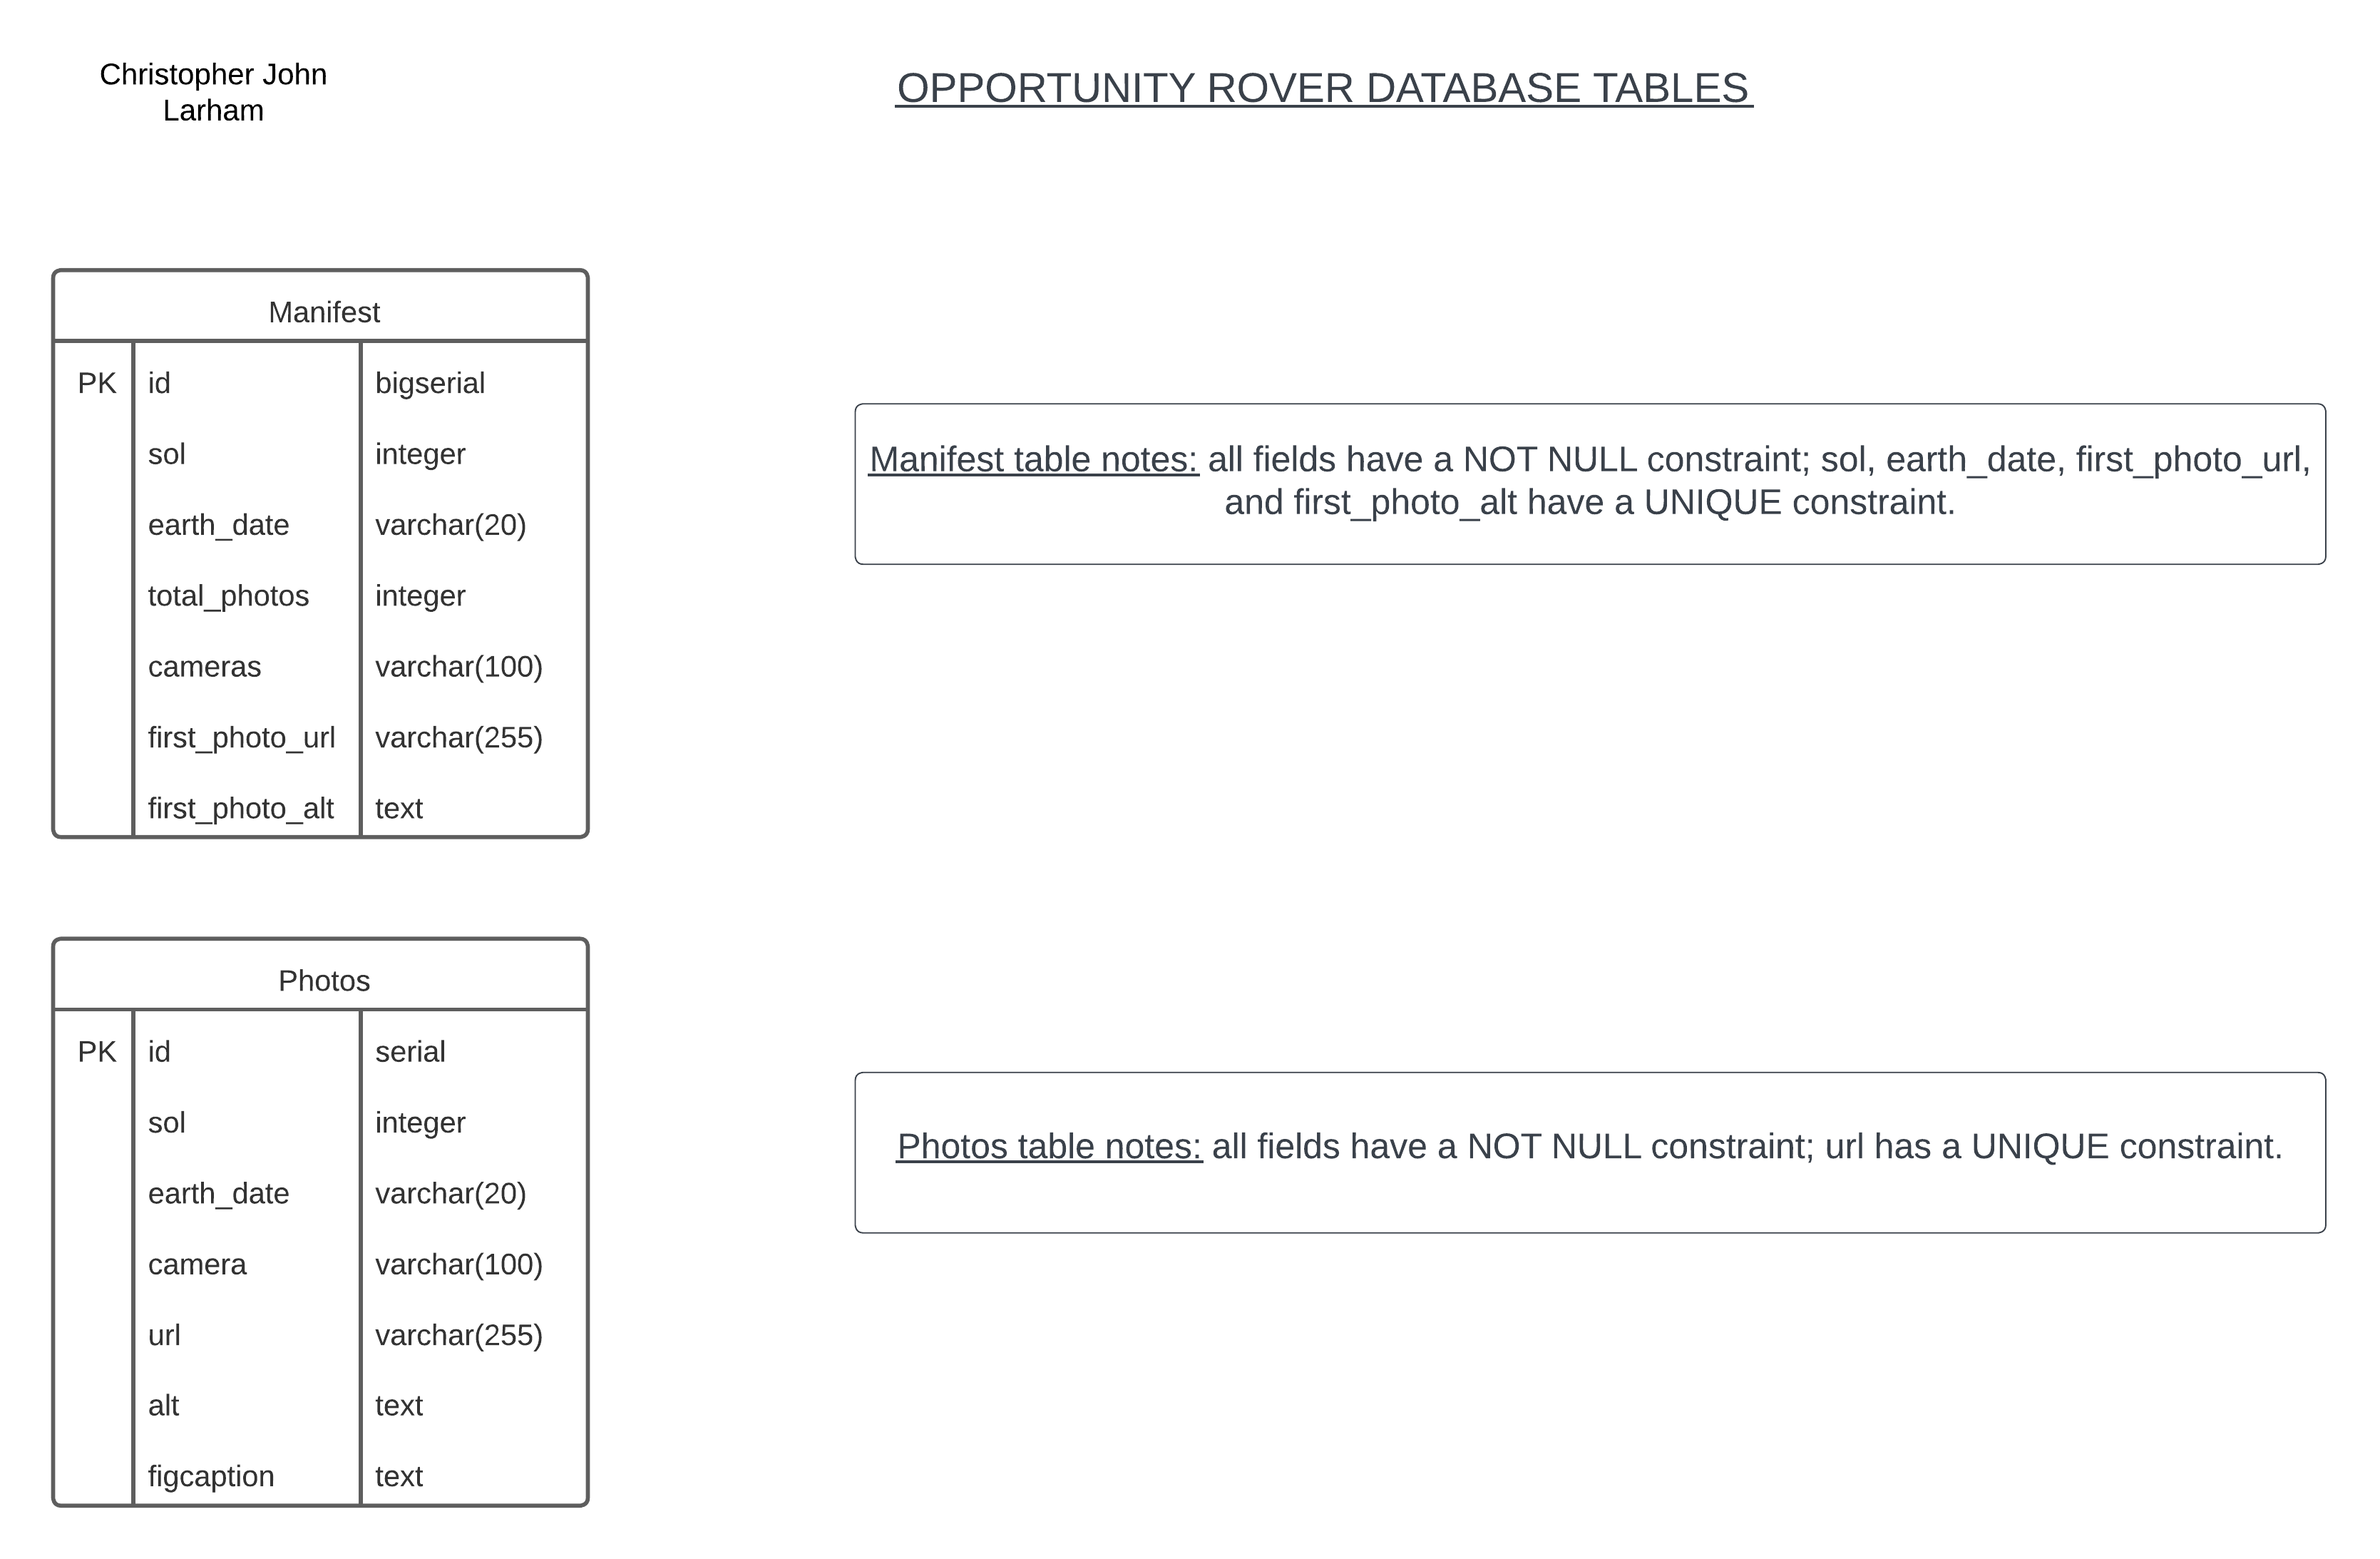 Christopher John
Larham
OPPORTUNITY ROVER DATABASE TABLES
Manifest
PK id bigserial
sol integer
earth_date varchar(20)
total_photos integer
cameras varchar(100)
first_photo_url varchar(255)
first_photo_alt text
Manifest table notes: all fields have a NOT NULL constraint; sol, earth_date, first_photo_url,
and first_photo_alt have a UNIQUE constraint.
Photos
PK id serial
sol integer
earth_date varchar(20)
camera varchar(100)
url varchar(255)
alt text
figcaption text
Photos table notes: all fields have a NOT NULL constraint; url has a UNIQUE constraint.